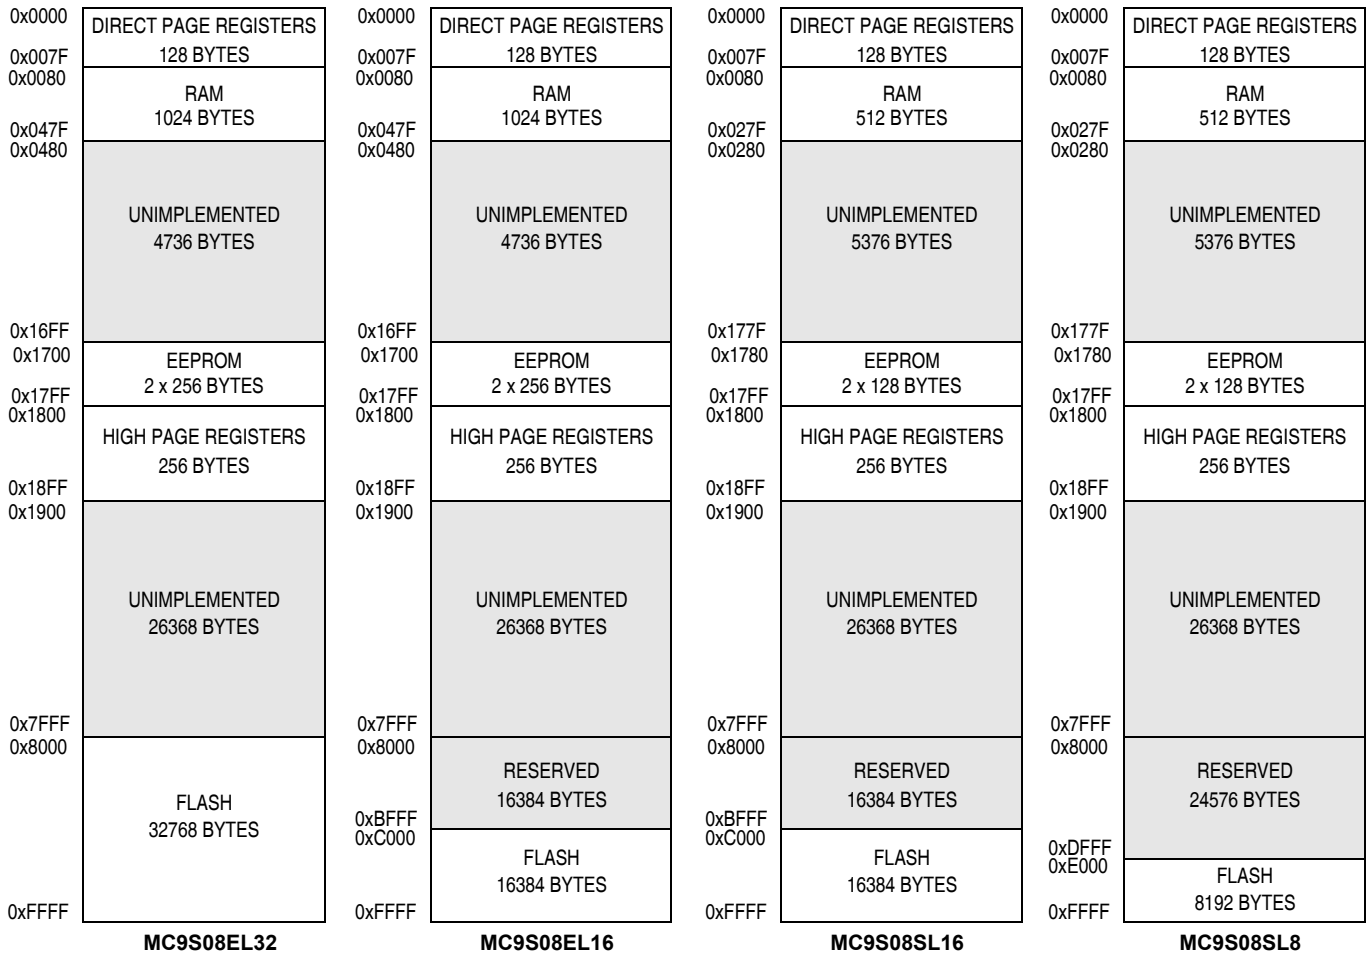 0x0000
DIRECT PAGE REGISTERS
128 BYTES
0x007F
0x0080
RAM
1024 BYTES
0x047F
0x0480
UNIMPLEMENTED
4736 BYTES
0x16FF
0x1700
EEPROM
2 x 256 BYTES
0x17FF
0x1800
HIGH PAGE REGISTERS
256 BYTES
0x18FF
0x1900
UNIMPLEMENTED
26368 BYTES
0x7FFF
0x8000
FLASH
32768 BYTES
0xFFFF
MC9S08EL32
0x0000
DIRECT PAGE REGISTERS
128 BYTES
0x007F
0x0080
RAM
1024 BYTES
0x047F
0x0480
UNIMPLEMENTED
4736 BYTES
0x16FF
0x1700
EEPROM
2 x 256 BYTES
0x17FF
0x1800
HIGH PAGE REGISTERS
256 BYTES
0x18FF
0x1900
UNIMPLEMENTED
26368 BYTES
0x7FFF
0x8000
RESERVED
16384 BYTES
0xBFFF
0xC000
FLASH
16384 BYTES
0xFFFF
MC9S08EL16
0x0000
DIRECT PAGE REGISTERS
128 BYTES
0x007F
0x0080
RAM
512 BYTES
0x027F
0x0280
UNIMPLEMENTED
5376 BYTES
0x177F
0x1780
EEPROM
2 x 128 BYTES
0x17FF
0x1800
HIGH PAGE REGISTERS
256 BYTES
0x18FF
0x1900
UNIMPLEMENTED
26368 BYTES
0x7FFF
0x8000
RESERVED
16384 BYTES
0xBFFF
0xC000
FLASH
16384 BYTES
0xFFFF
MC9S08SL16
0x0000
DIRECT PAGE REGISTERS
128 BYTES
0x007F
0x0080
RAM
512 BYTES
0x027F
0x0280
UNIMPLEMENTED
5376 BYTES
0x177F
0x1780
EEPROM
2 x 128 BYTES
0x17FF
0x1800
HIGH PAGE REGISTERS
256 BYTES
0x18FF
0x1900
UNIMPLEMENTED
26368 BYTES
0x7FFF
0x8000
RESERVED
24576 BYTES
0xDFFF
0xE000
FLASH
8192 BYTES
0xFFFF
MC9S08SL8